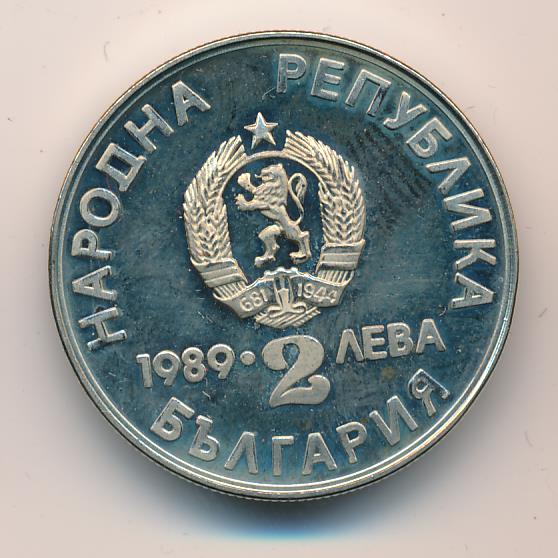 НАРОДНА РЕПУБЛИКА
681 1944
1989·2 ЛЕВА
БЪЛГАРИЯ